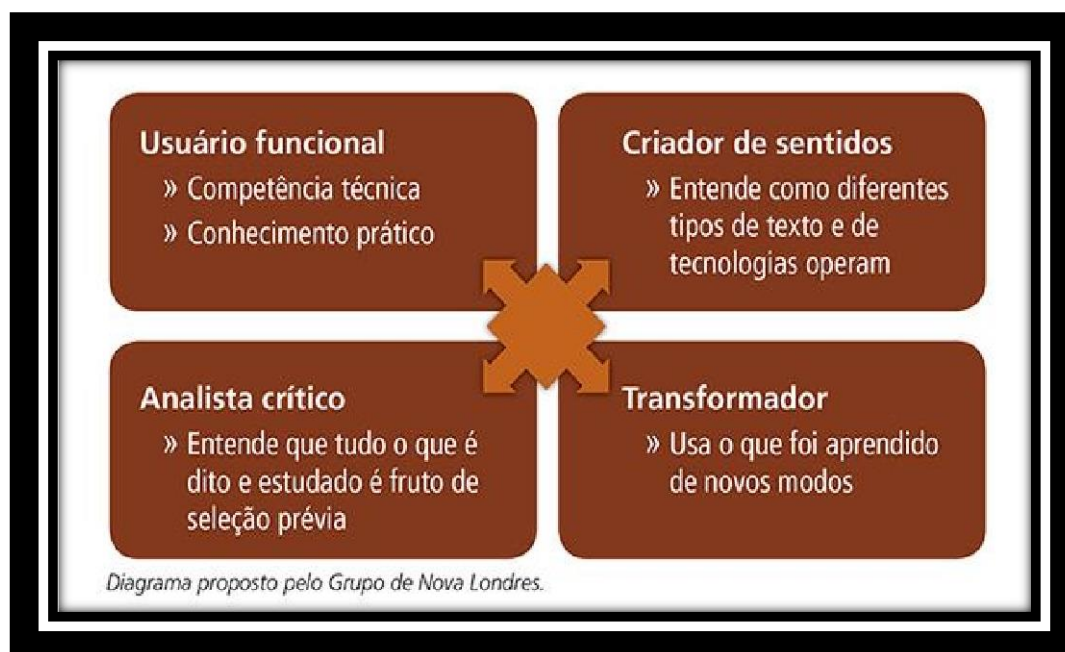 Usuário funcional
» Competência técnica
» Conhecimento prático
Criador de sentidos
» Entende como diferentes
tipos de texto e de
tecnologias operam
Analista crítico
» Entende que tudo o que é
dito e estudado é fruto de
seleção prévia
Transformador
» Usa o que foi aprendido
de novos modos
Diagrama proposto pelo Grupo de Nova Londres.